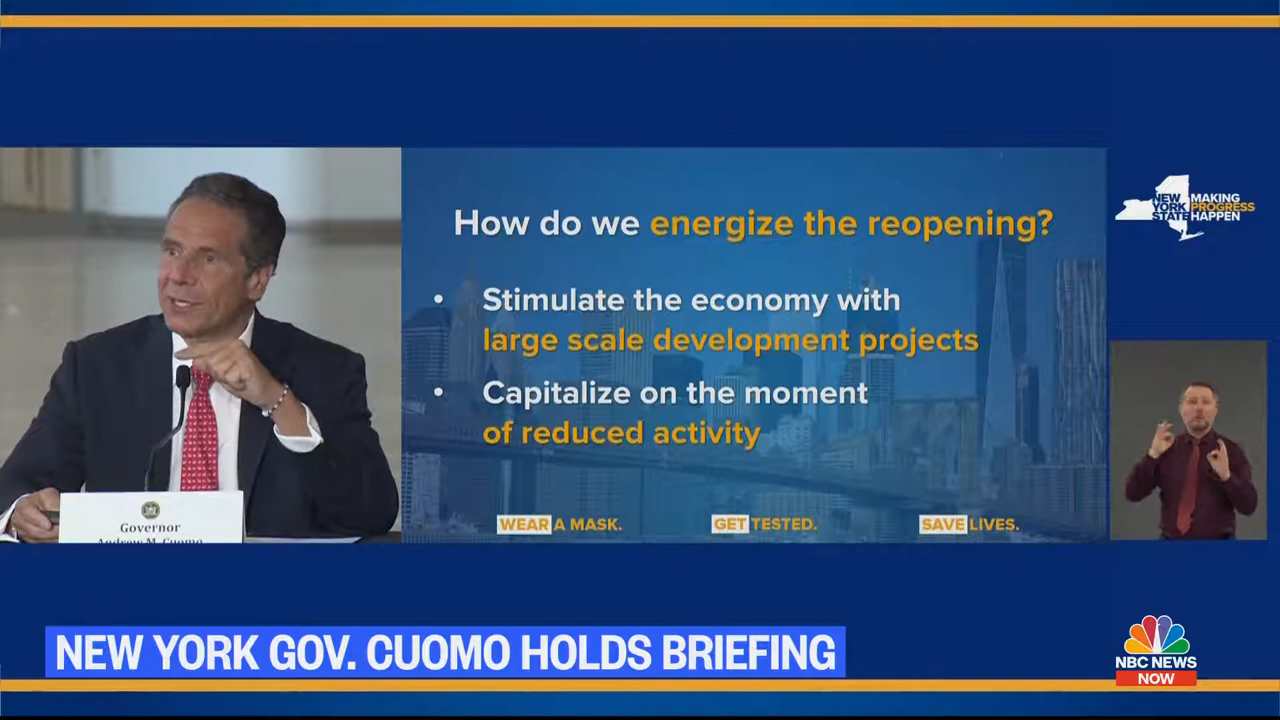 How do we energize the reopening?
• Stimulate the economy with
large scale development projects
• Capitalize on the moment
of reduced activity
WEAR A MASK. GET TESTED. SAVE LIVES.
Governor
Andrew M. Cuomo
NEW
YORK
STATE
MAKING
PROGRESS
HAPPEN
NEW YORK GOV. CUOMO HOLDS BRIEFING
NBC NEWS
NOW